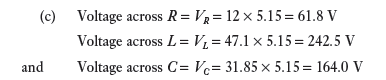 (c) Voltage across R = V_R = 12 × 5.15 = 61.8 V
Voltage across L = V_L = 47.1 × 5.15 = 242.5 V
and Voltage across C = V_C = 31.85 × 5.15 = 164.0 V